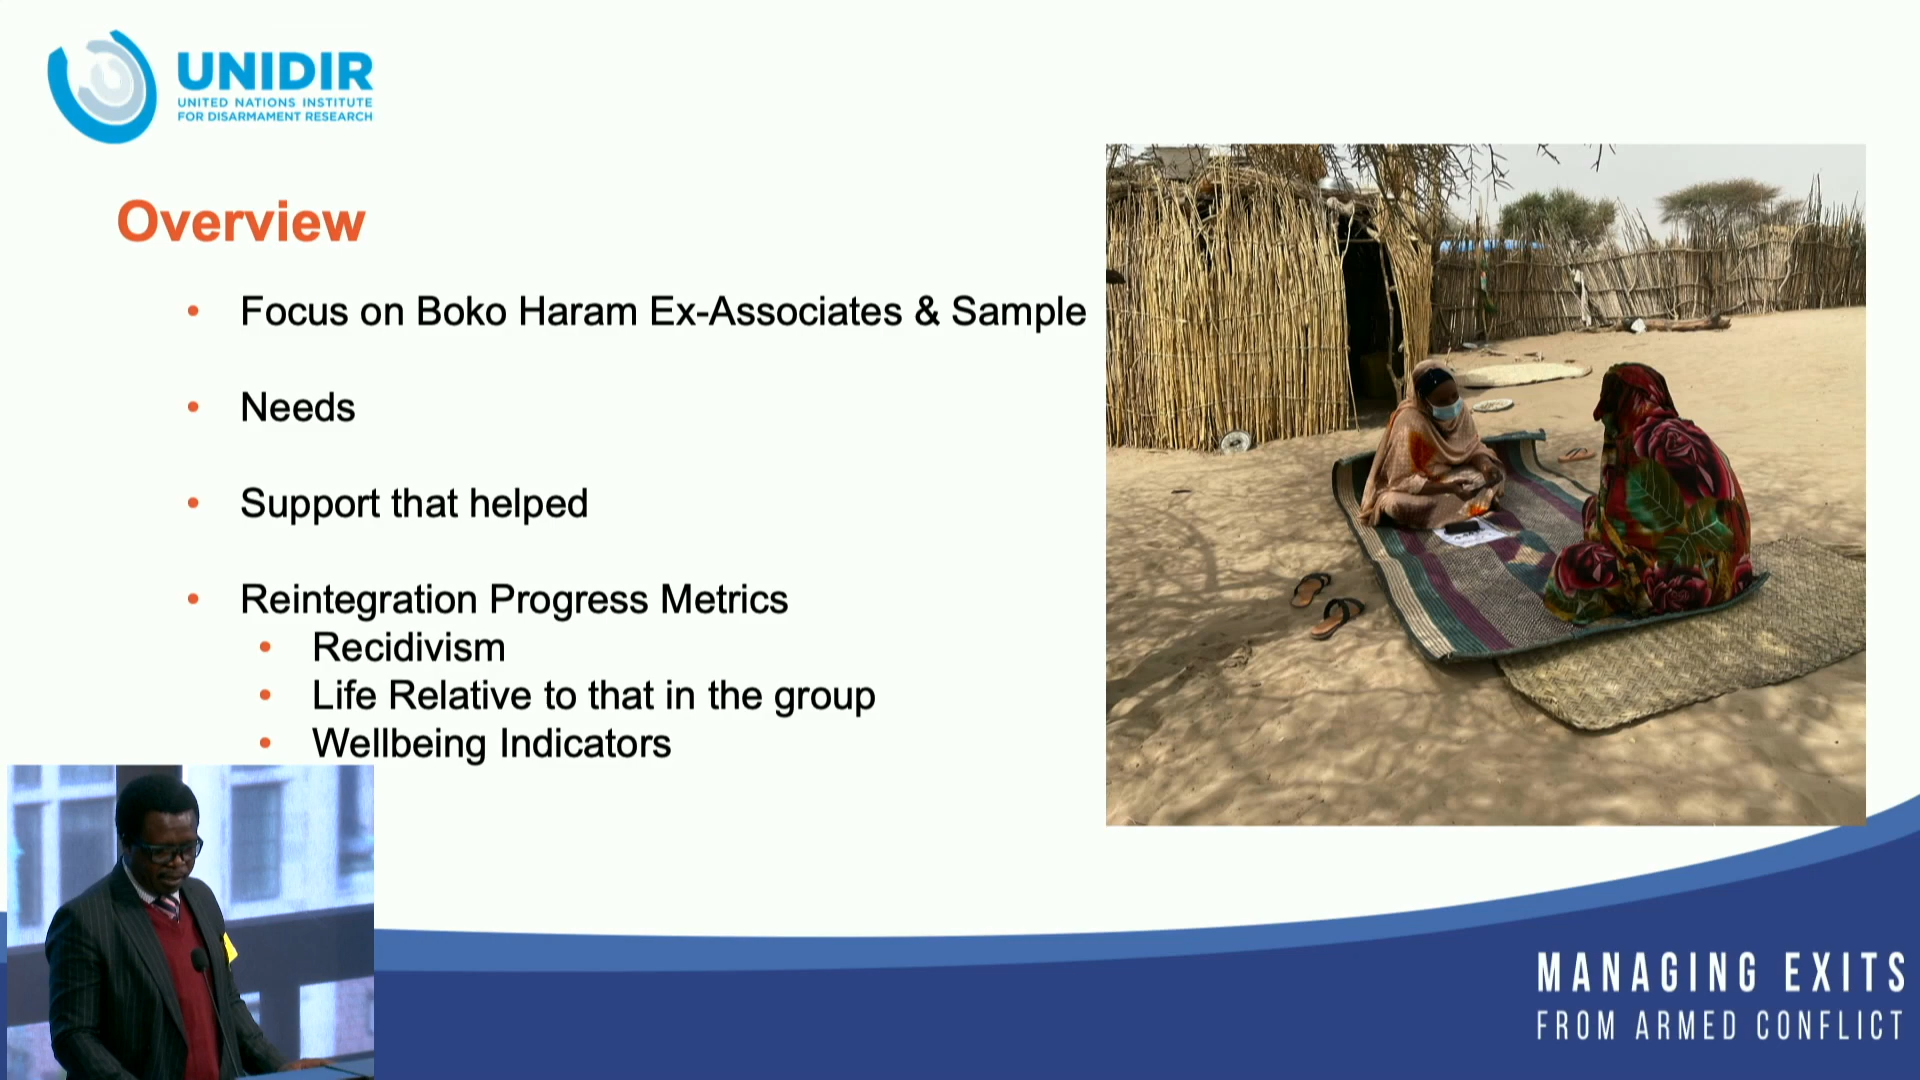 UNIDIR
UNITED NATIONS INSTITUTE
FOR DISARMAMENT RESEARCH
Overview
• Focus on Boko Haram Ex-Associates & Sample
• Needs
• Support that helped
• Reintegration Progress Metrics
• Recidivism
• Life Relative to that in the group
• Wellbeing Indicators
MANAGING EXITS
FROM ARMED CONFLICT